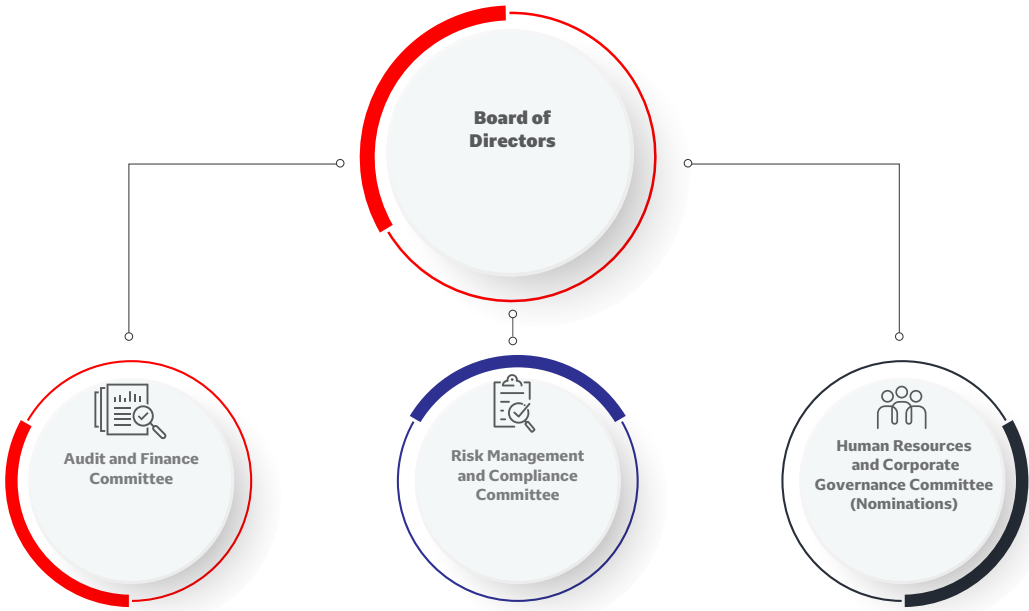 Board of
Directors
Audit and Finance
Committee
Risk Management
and Compliance
Committee
Human Resources
and Corporate
Governance Committee
(Nominations)